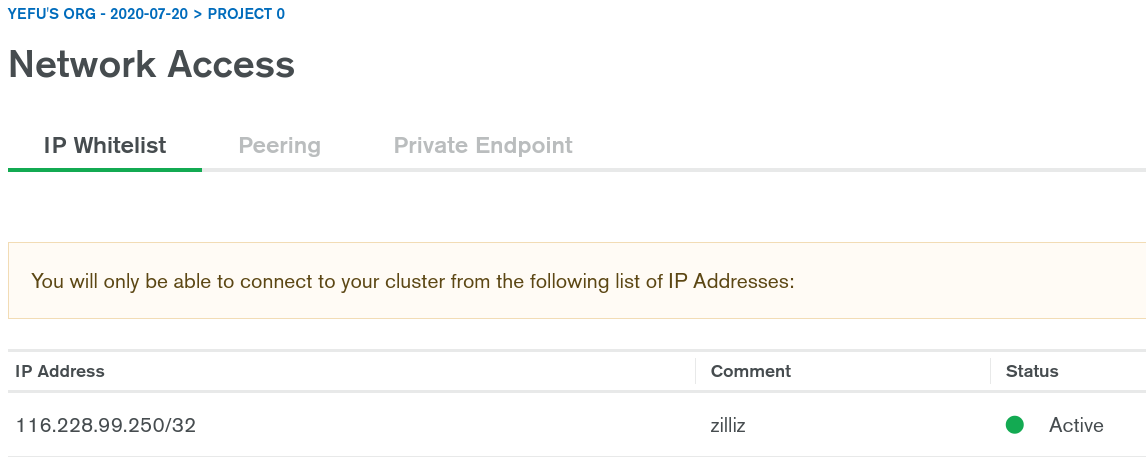 YEFU'S ORG - 2020-07-20 > PROJECT 0
Network Access
IP Whitelist Peering Private Endpoint
You will only be able to connect to your cluster from the following list of IP Addresses:
IP Address Comment Status
116.228.99.250/32 zilliz Active